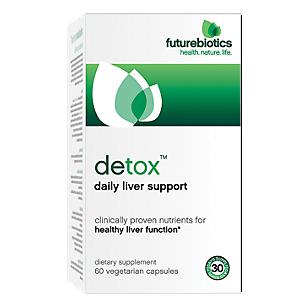 futurebiotics
health. nature. life.
detox™
daily liver support
clinically proven nutrients for
healthy liver function*
dietary supplement
60 vegetarian capsules
30